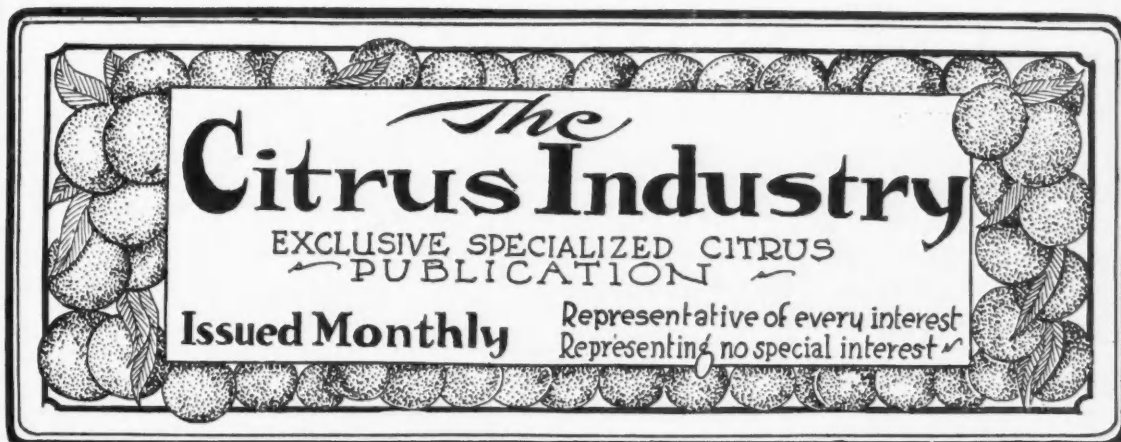 The
Citrus Industry
EXCLUSIVE SPECIALIZED CITRUS
PUBLICATION
Issued Monthly
Representative of every interest
Representing no special interest